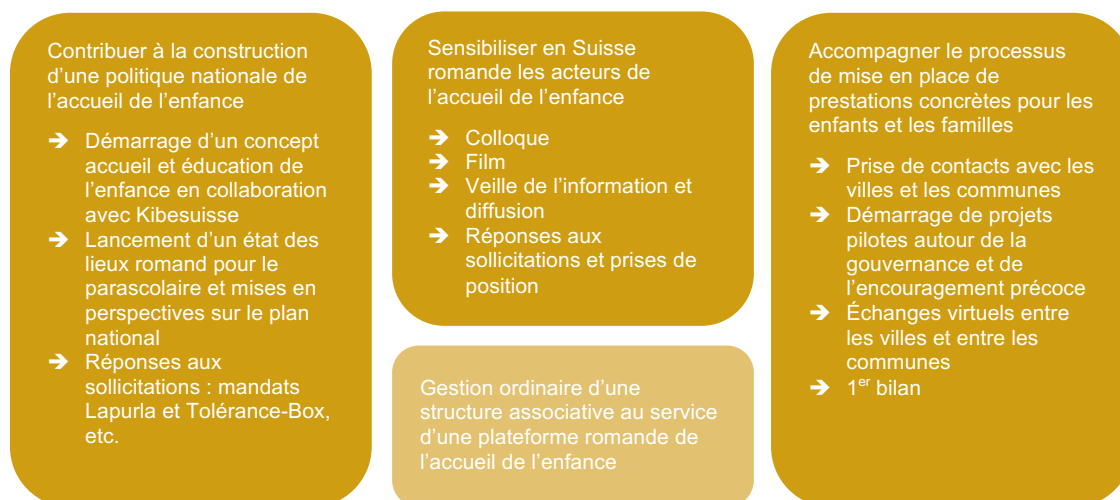 Contribuer à la construction
d’une politique nationale de
l’accueil de l’enfance
➔ Démarrage d’un concept
accueil et éducation de
l’enfance en collaboration
avec Kibesuisse
➔ Lancement d’un état des
lieux romand pour le
parascolaire et mises en
perspectives sur le plan
national
➔ Réponses aux
sollicitations : mandats
Lapurla et Tolérance-Box,
etc.
Sensibiliser en Suisse
romande les acteurs de
l’accueil de l’enfance
➔ Colloque
➔ Film
➔ Veille de l’information et
diffusion
➔ Réponses aux
sollicitations et prises de
position
Gestion ordinaire d’une
structure associative au service
d’une plateforme romande de
l’accueil de l’enfance
Accompagner le processus
de mise en place de
prestations concrètes pour les
enfants et les familles
➔ Prise de contacts avec les
villes et les communes
➔ Démarrage de projets
pilotes autour de la
gouvernance et de
l’encouragement précoce
➔ Échanges virtuels entre
les villes et entre les
communes
➔ 1er bilan